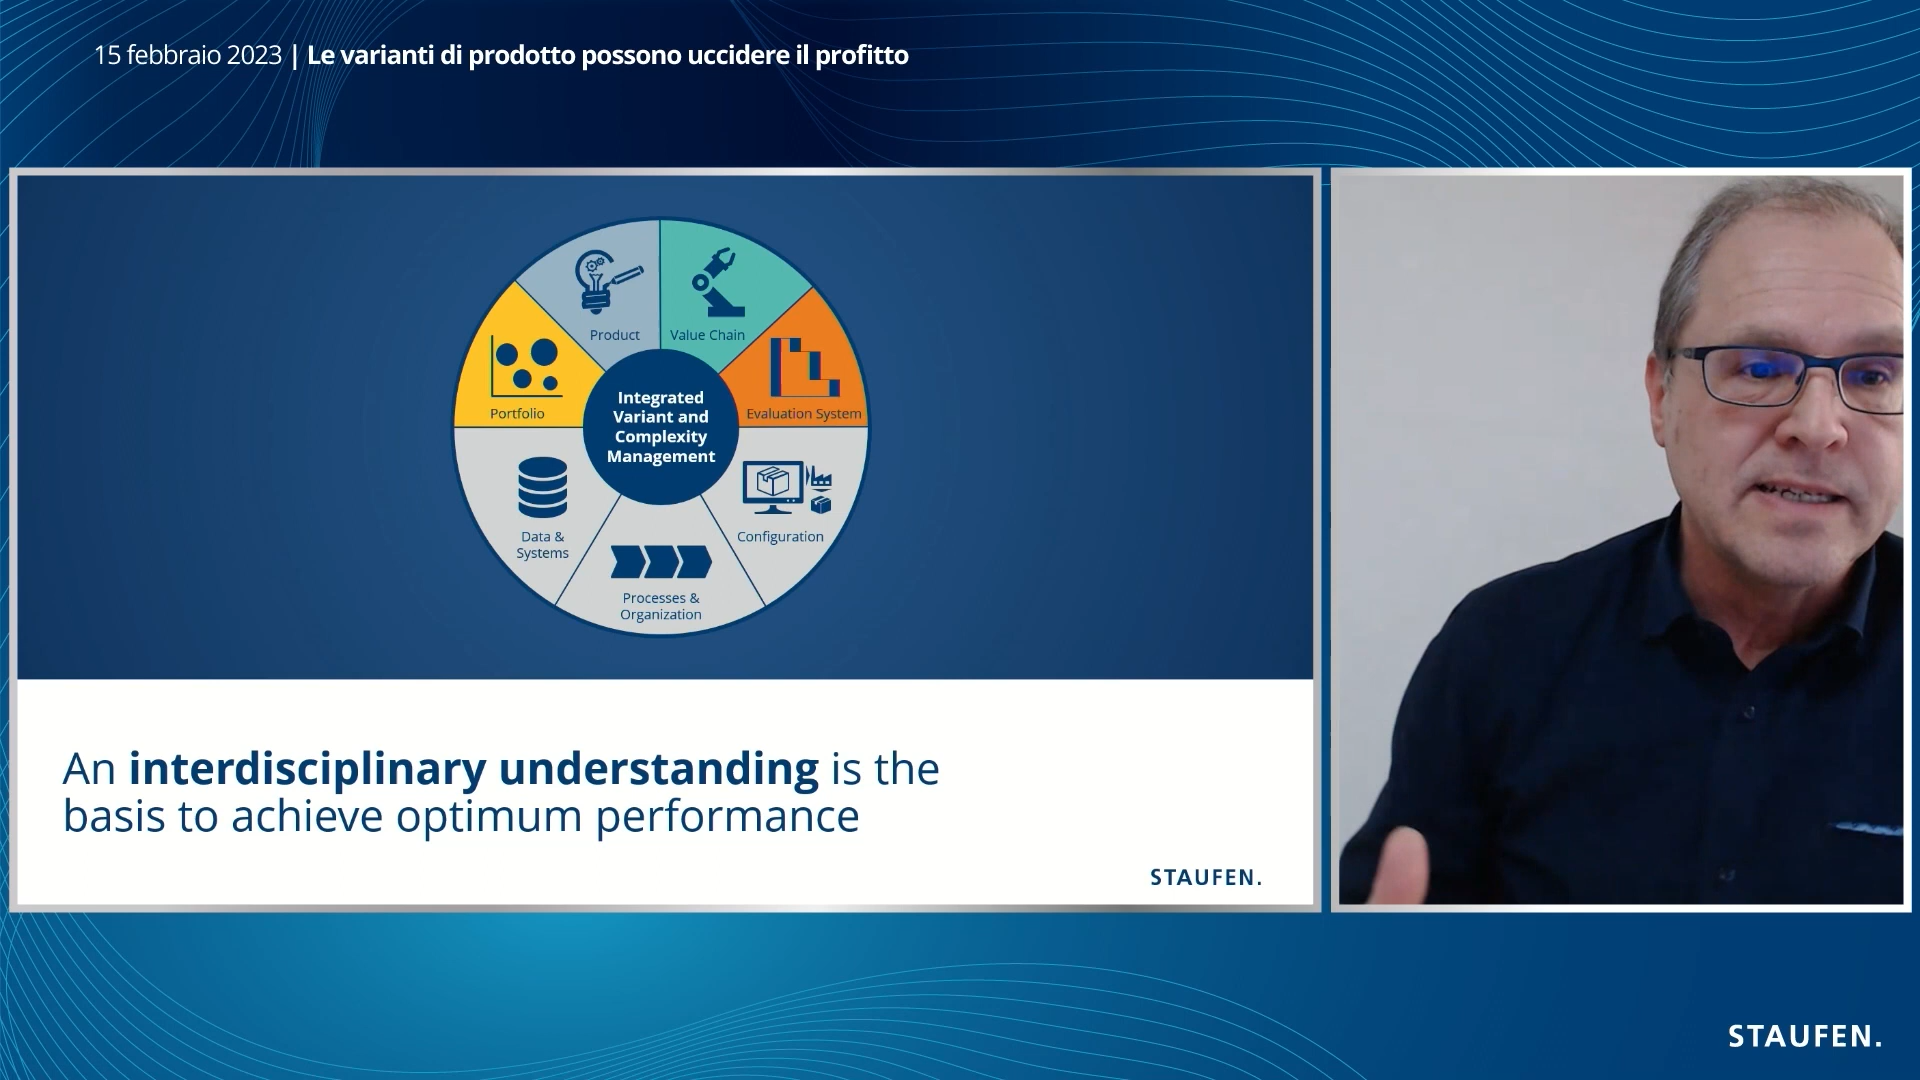 15 febbraio 2023 | Le varianti di prodotto possono uccidere il profitto
Product
Value Chain
Portfolio
Evaluation System
Integrated
Variant and
Complexity
Management
Data &
Systems
Configuration
Processes &
Organization
An interdisciplinary understanding is the
basis to achieve optimum performance
STAUFEN.
STAUFEN.